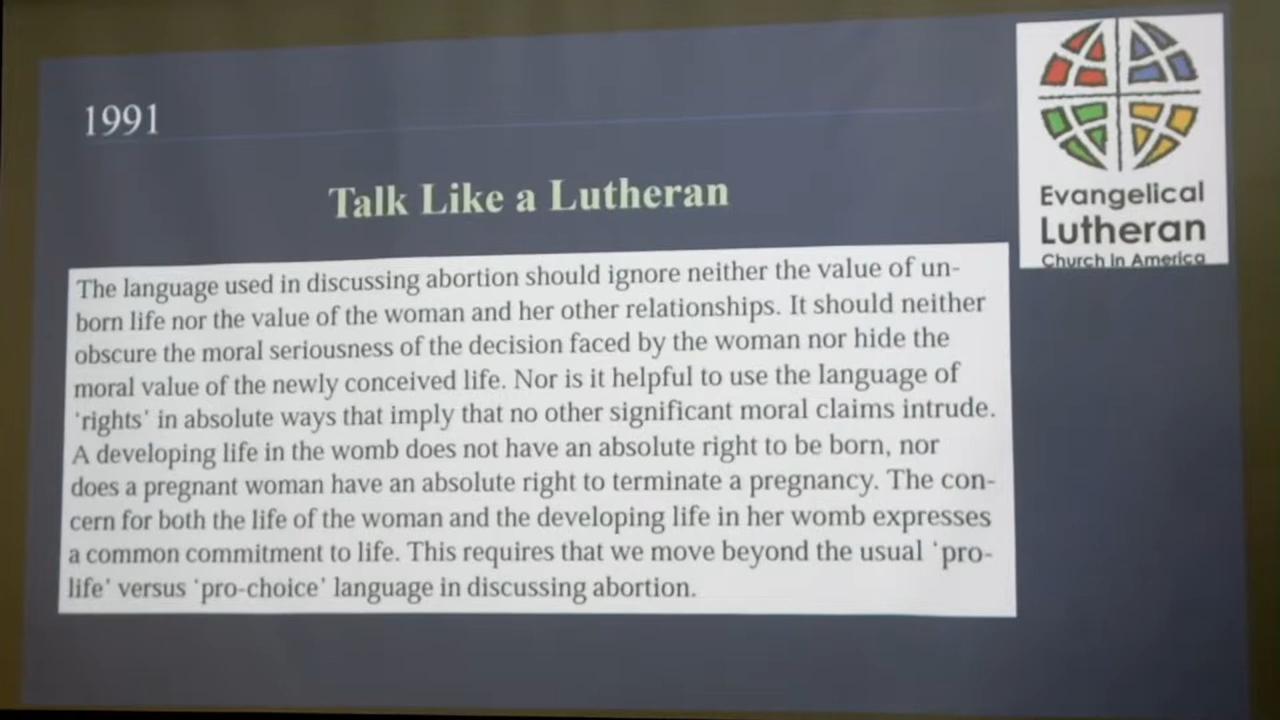 1991
Talk Like a Lutheran
The language used in discussing abortion should ignore neither the value of un-
born life nor the value of the woman and her other relationships. It should neither
obscure the moral seriousness of the decision faced by the woman nor hide the
moral value of the newly conceived life. Nor is it helpful to use the language of
‘rights’ in absolute ways that imply that no other significant moral claims intrude.
A developing life in the womb does not have an absolute right to be born, nor
does a pregnant woman have an absolute right to terminate a pregnancy. The con-
cern for both the life of the woman and the developing life in her womb expresses
a common commitment to life. This requires that we move beyond the usual ‘pro-
life’ versus ‘pro-choice’ language in discussing abortion.
Evangelical
Lutheran
Church in America